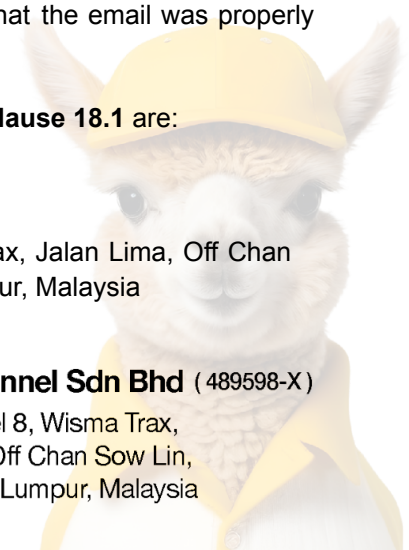 hat the email was properly
lause 18.1 are:
ax, Jalan Lima, Off Chan
ur, Malaysia
nnel Sdn Bhd (489598-X)
el 8, Wisma Trax,
Off Chan Sow Lin,
Lumpur, Malaysia